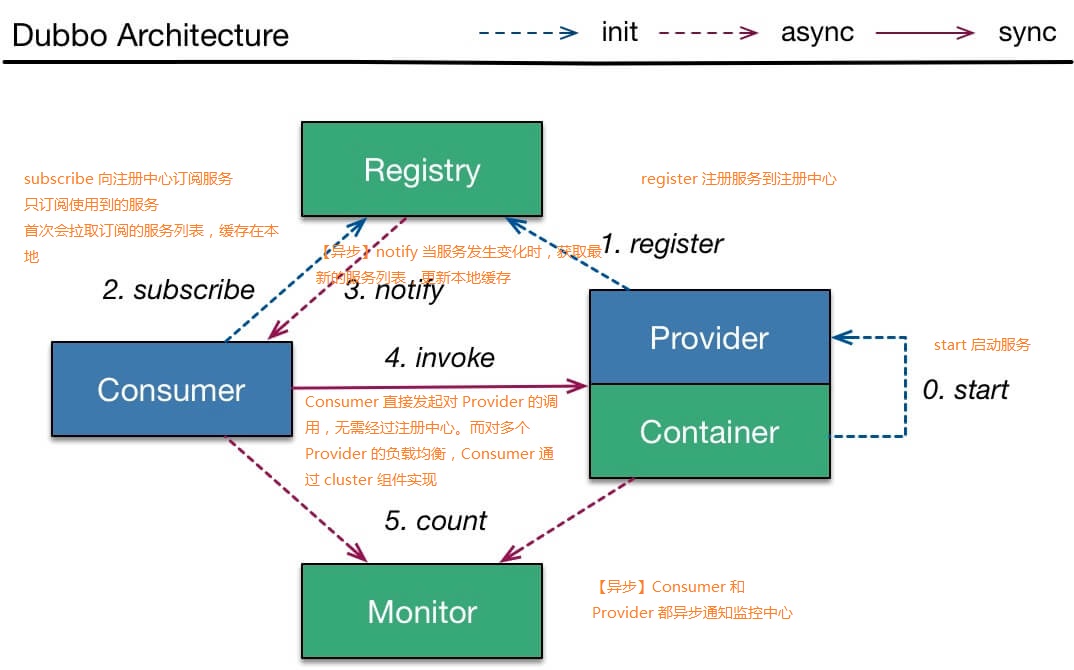 Dubbo Architecture
init
async
sync
Registry
subscribe 向注册中心订阅服务
只订阅使用到的服务
首次会拉取订阅的服务列表，缓存在本
地
register 注册服务到注册中心
【异步】notify 当服务发生变化时，获取最
新的服务列表，更新本地缓存
1. register
2. subscribe
3. notify
Provider
start 启动服务
4. invoke
Consumer
0. start
Consumer 直接发起对 Provider 的调
用，无需经过注册中心。而对多个
Provider 的负载均衡，Consumer 通
过 cluster 组件实现
Container
5. count
Monitor
【异步】Consumer 和
Provider 都异步通知监控中心